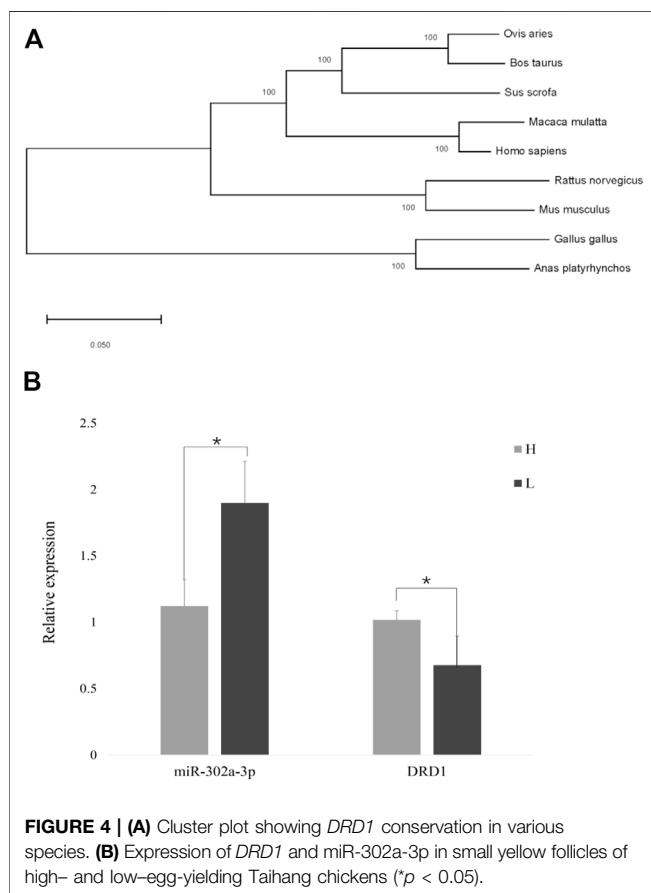 A
Ovis aries
100
Bos taurus
100
Sus scrofa
100
Macaca mulatta
100
Homo sapiens
Rattus norvegicus
100
Mus musculus
Gallus gallus
100
Anas platyrhynchos
0.050
B
2.5
2
1.5
1
0.5
0
Relative expression
*
*
H
L
miR-302a-3p
DRD1
FIGURE 4 | (A) Cluster plot showing DRD1 conservation in various
species. (B) Expression of DRD1 and miR-302a-3p in small yellow follicles of
high– and low–egg-yielding Taihang chickens (*p < 0.05).